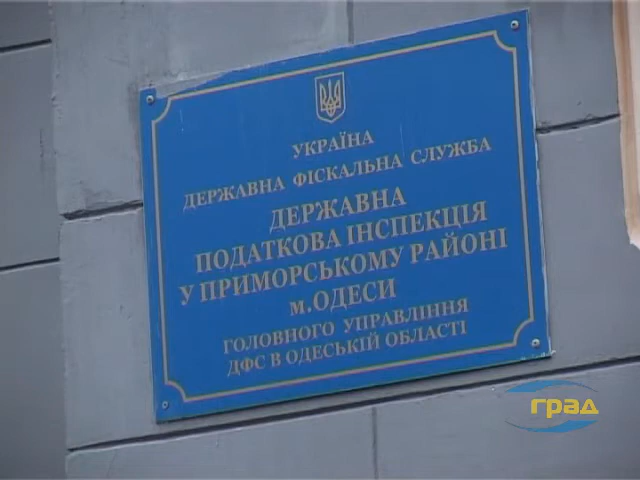 УКРАЇНА
ДЕРЖАВНА ФІСКАЛЬНА СЛУЖБА
ДЕРЖАВНА
ПОДАТКОВА ІНСПЕКЦІЯ
У ПРИМОРСЬКОМУ РАЙОНІ
м.ОДЕСИ
ГОЛОВНОГО УПРАВЛІННЯ
ДФС В ОДЕСЬКІЙ ОБЛАСТІ
град